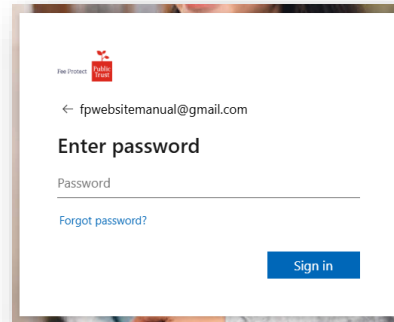 Fee Protect Public
Trust
← fpwebsitemanual@gmail.com
Enter password
Password
Forgot password?
Sign in